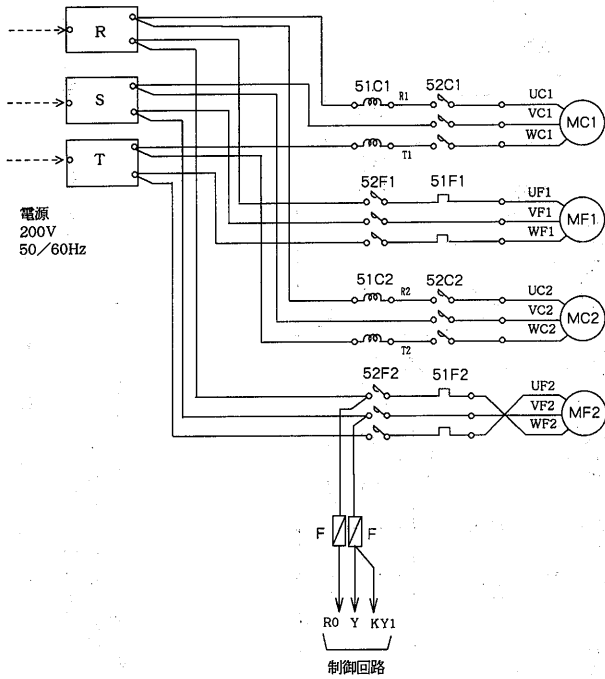 R
S
T
電源
200V
50／60Hz
51C1
R1
52C1
UC1
VC1
WC1
MC1
T1
52F1
51F1
UF1
VF1
WF1
MF1
51C2
R2
52C2
UC2
VC2
WC2
MC2
T2
52F2
51F2
UF2
VF2
WF2
MF2
F
F
R0 Y KY1
制御回路